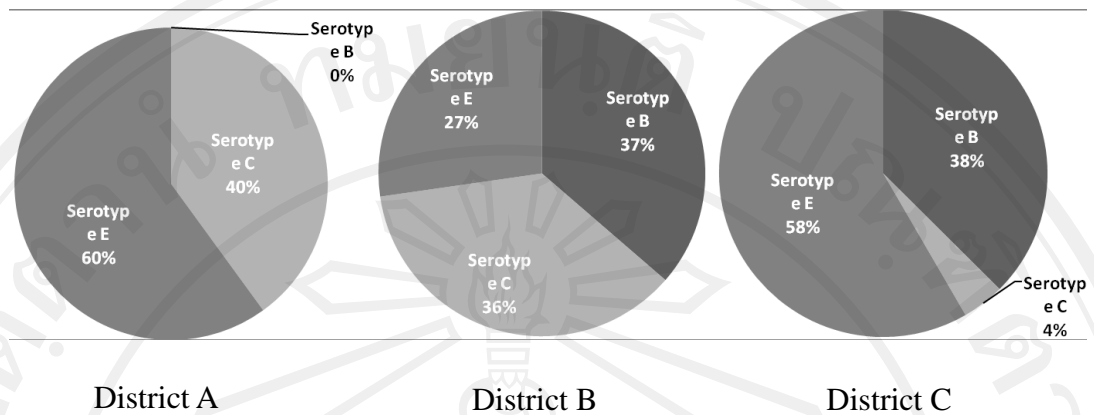 Serotyp
e B
0%
Serotyp
e C
40%
Serotyp
e E
60%
Serotyp
e E
27%
Serotyp
e B
37%
Serotyp
e C
36%
Serotyp
e B
38%
Serotyp
e E
58%
Serotyp
e C
4%
District A
District B
District C